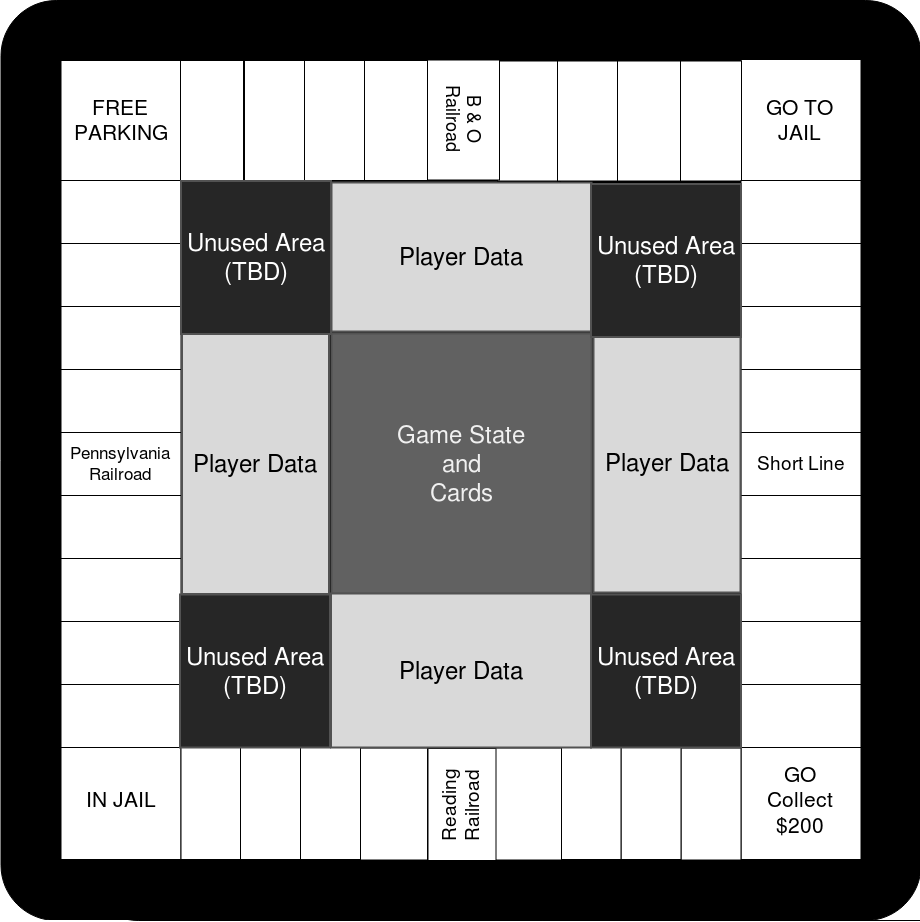 FREE
PARKING
B & O
Railroad
GO TO
JAIL
Unused Area
(TBD)
Player Data
Unused Area
(TBD)
Pennsylvania
Railroad
Player Data
Game State
and
Cards
Player Data
Short Line
Unused Area
(TBD)
Player Data
Unused Area
(TBD)
IN JAIL
Reading
Railroad
GO
Collect
$200